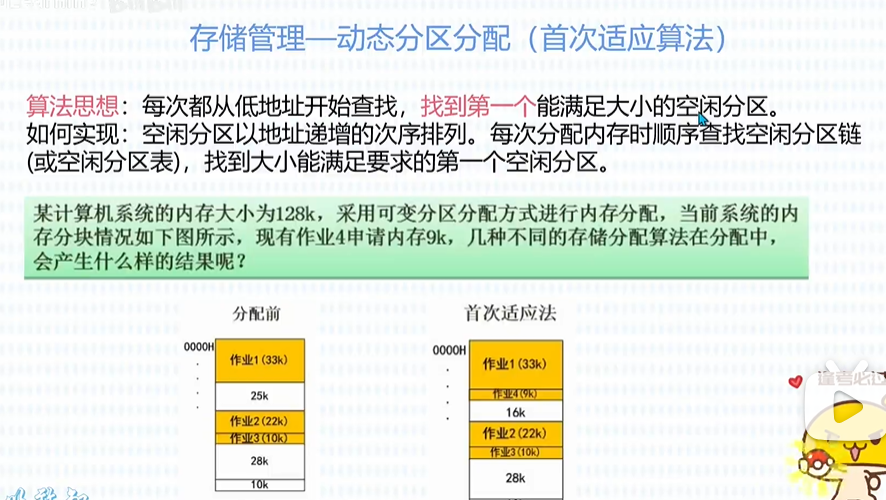 存储管理—动态分区分配（首次适应算法）
算法思想：每次都从低地址开始查找，找到第一个能满足大小的空闲分区。
如何实现：空闲分区以地址递增的次序排列。每次分配内存时顺序查找空闲分区链
(或空闲分区表)，找到大小能满足要求的第一个空闲分区。
某计算机系统的内存大小为128k，采用可变分区分配方式进行内存分配，当前系统的内
存分块情况如下图所示，现有作业4申请内存9k，几种不同的存储分配算法在分配中，
会产生什么样的结果呢？
分配前
0000H
作业1(33k)
25k
作业2(22k)
作业3(10k)
28k
10k
首次适应法
0000H
作业1(33k)
作业4(9k)
16k
作业2(22k)
作业3(10k)
28k